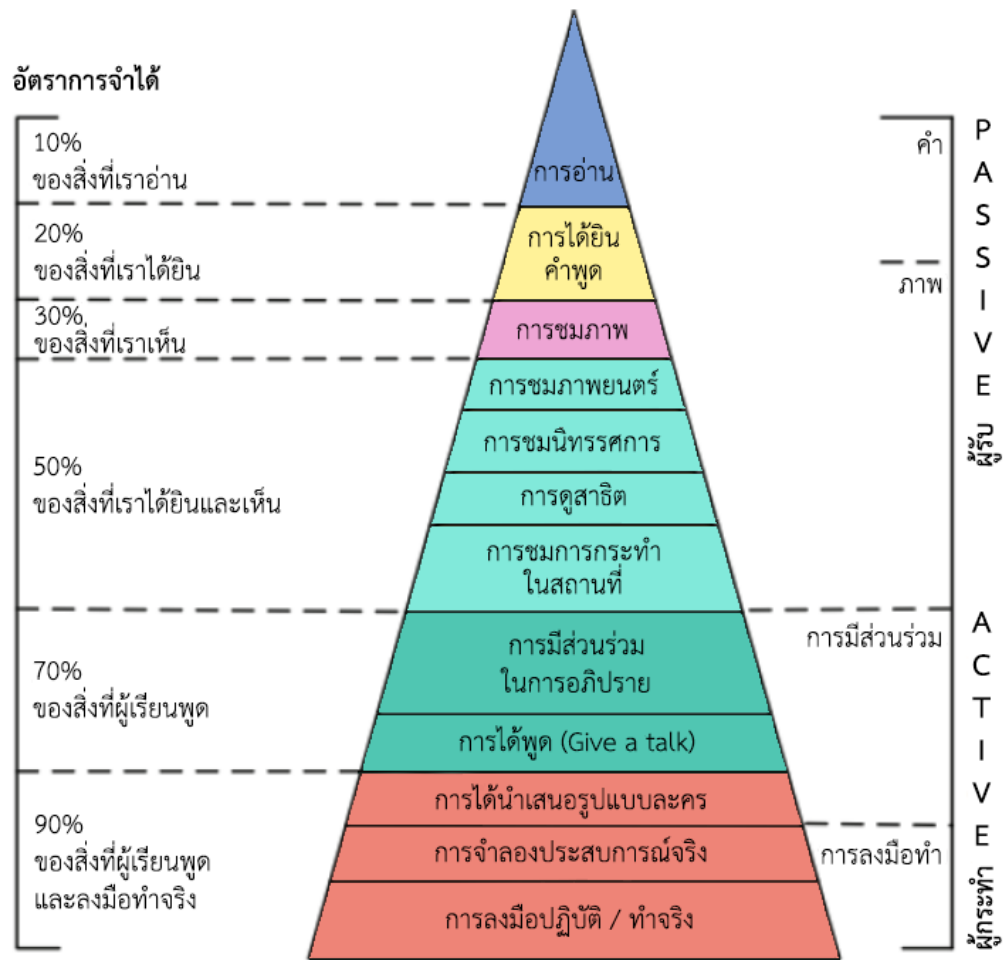 อัตราการจำได้
10%
ของสิ่งที่เราอ่าน
20%
ของสิ่งที่เราได้ยิน
30%
ของสิ่งที่เราเห็น
50%
ของสิ่งที่เราได้ยินและเห็น
70%
ของสิ่งที่ผู้เรียนพูด
90%
ของสิ่งที่ผู้เรียนพูด
และลงมือทำจริง
การอ่าน
การได้ยิน
คำพูด
การชมภาพ
การชมภาพยนตร์
การชมนิทรรศการ
การดูสาธิต
การชมการกระทำ
ในสถานที่
การมีส่วนร่วม
ในการอภิปราย
การได้พูด (Give a talk)
การได้นำเสนอรูปแบบละคร
การจำลองประสบการณ์จริง
การลงมือปฏิบัติ / ทำจริง
คำ
ภาพ
การมีส่วนร่วม
การลงมือทำ
PASSIVE ผู้รับ
ACTIVE ผู้กระทำ